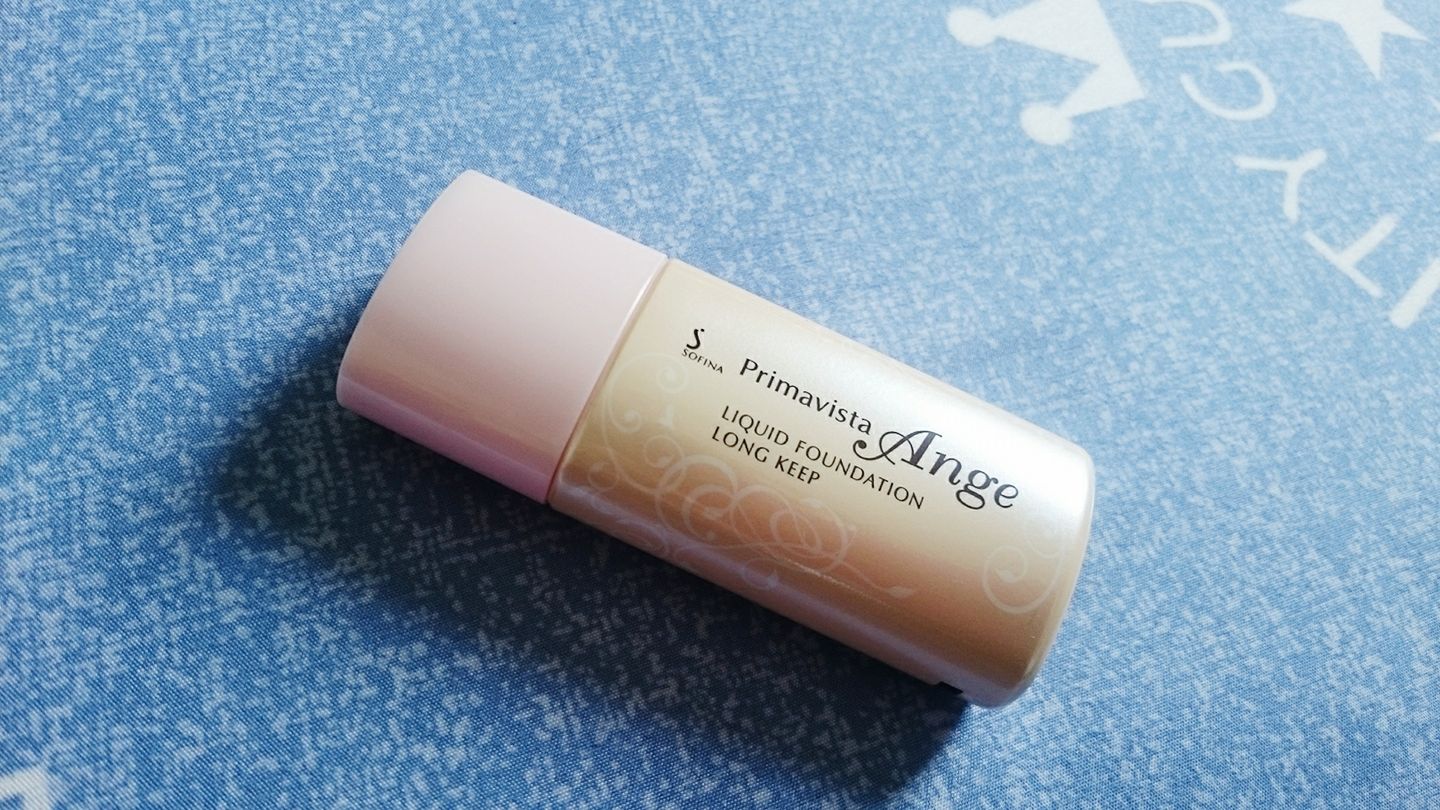 S
SOFINA
Primavista Ange
LIQUID FOUNDATION
LONG KEEP